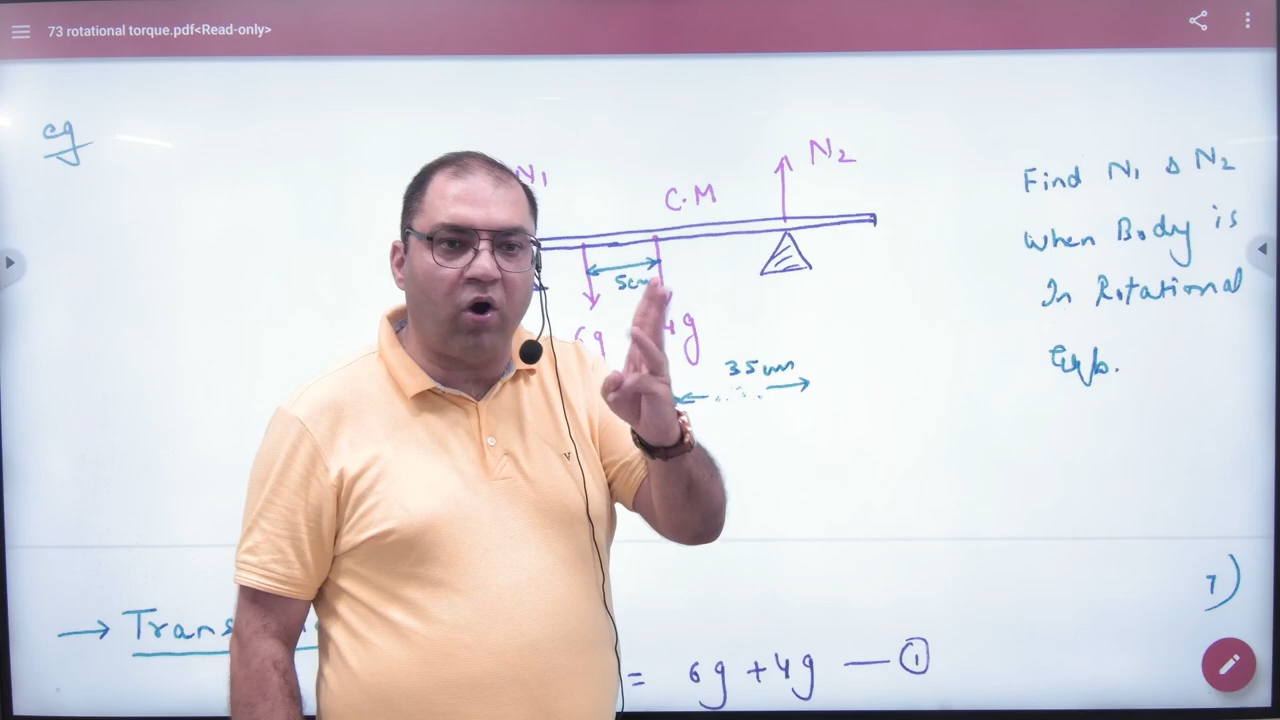 73 rotational torque.pdf<Read-only>
eg
N1
C.M
N2
5cm
6g
4g
35cm
Find N1 & N2
when Body is
In Rotational
Eq/b.
7)
→ Trans
= 6g + 4g — ①
V